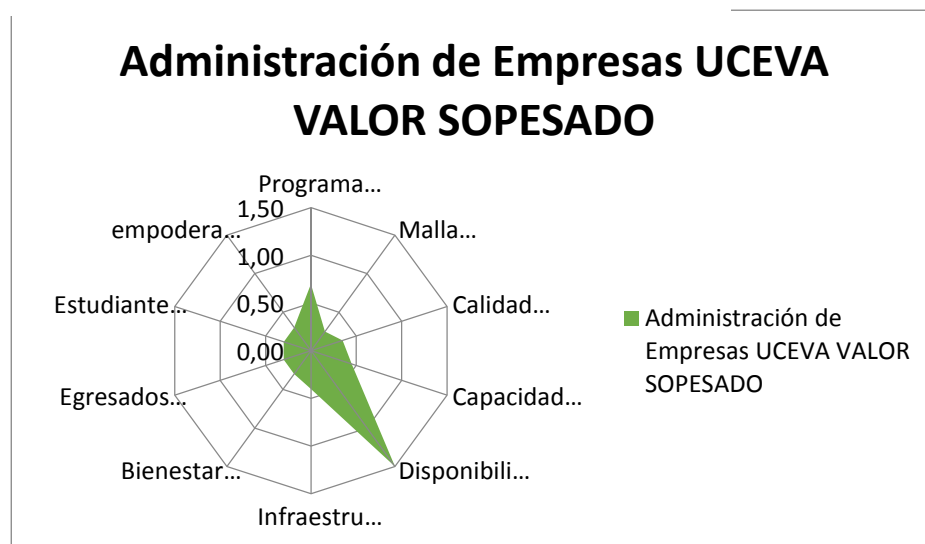 Administración de Empresas UCEVA
VALOR SOPESADO
Programa...
1,50
Malla...
empodera...
1,00
Estudiante...
0,50
Calidad...
0,00
Administración de
Empresas UCEVA VALOR
SOPESADO
Egresados...
Capacidad...
Bienestar...
Disponibili...
Infraestru...